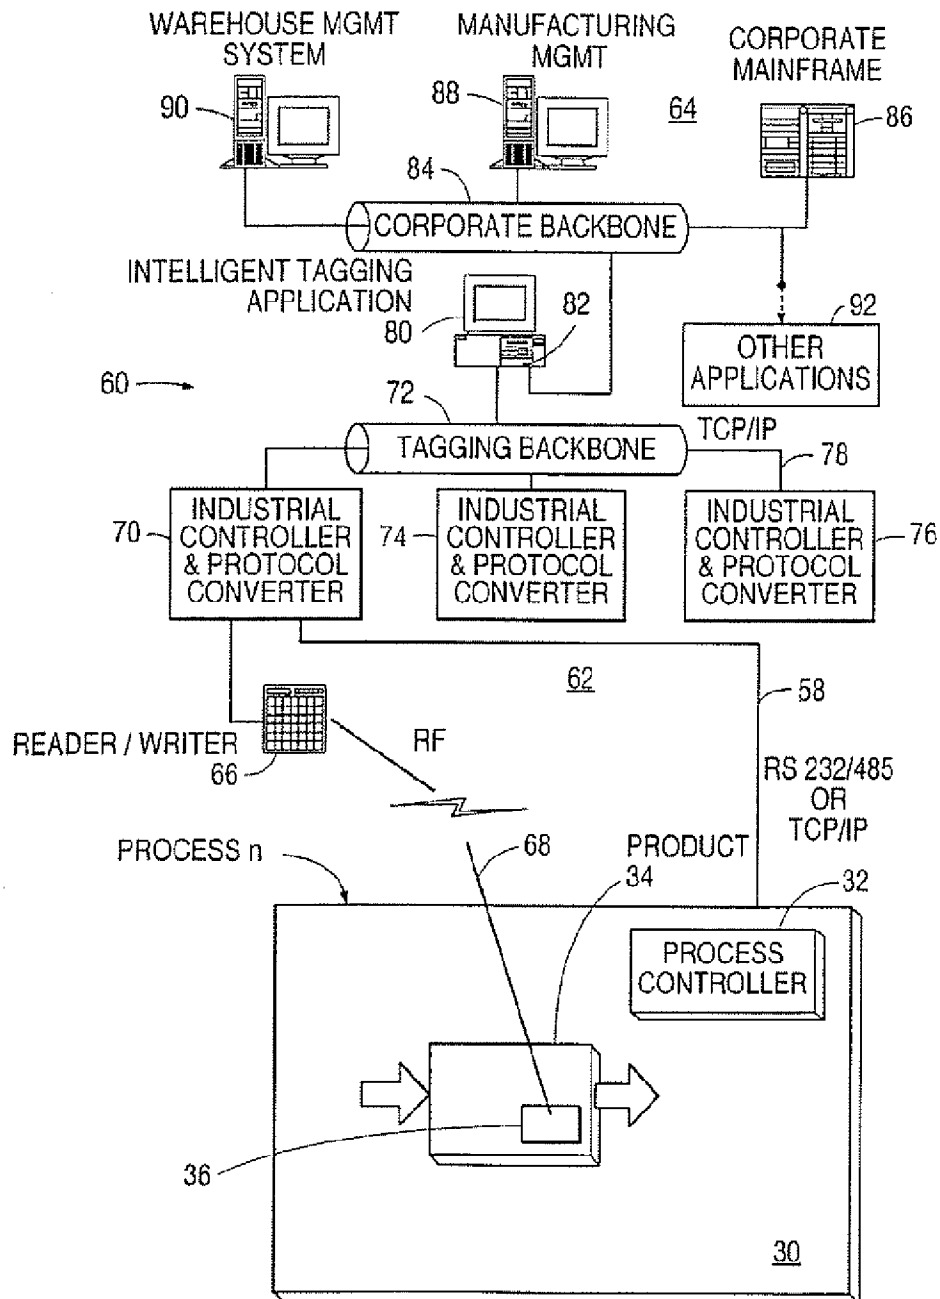 WAREHOUSE MGMT
SYSTEM
MANUFACTURING
MGMT
CORPORATE
MAINFRAME
90
88
64
86
84
CORPORATE BACKBONE
INTELLIGENT TAGGING
APPLICATION
80
82
92
OTHER
APPLICATIONS
60
72
TAGGING BACKBONE
TCP/IP
78
70
INDUSTRIAL
CONTROLLER
& PROTOCOL
CONVERTER
74
INDUSTRIAL
CONTROLLER
& PROTOCOL
CONVERTER
INDUSTRIAL
CONTROLLER
& PROTOCOL
CONVERTER
76
62
58
READER / WRITER
66
RF
RS 232/485
OR
TCP/IP
PROCESS n
68
PRODUCT
34
32
PROCESS
CONTROLLER
36
30